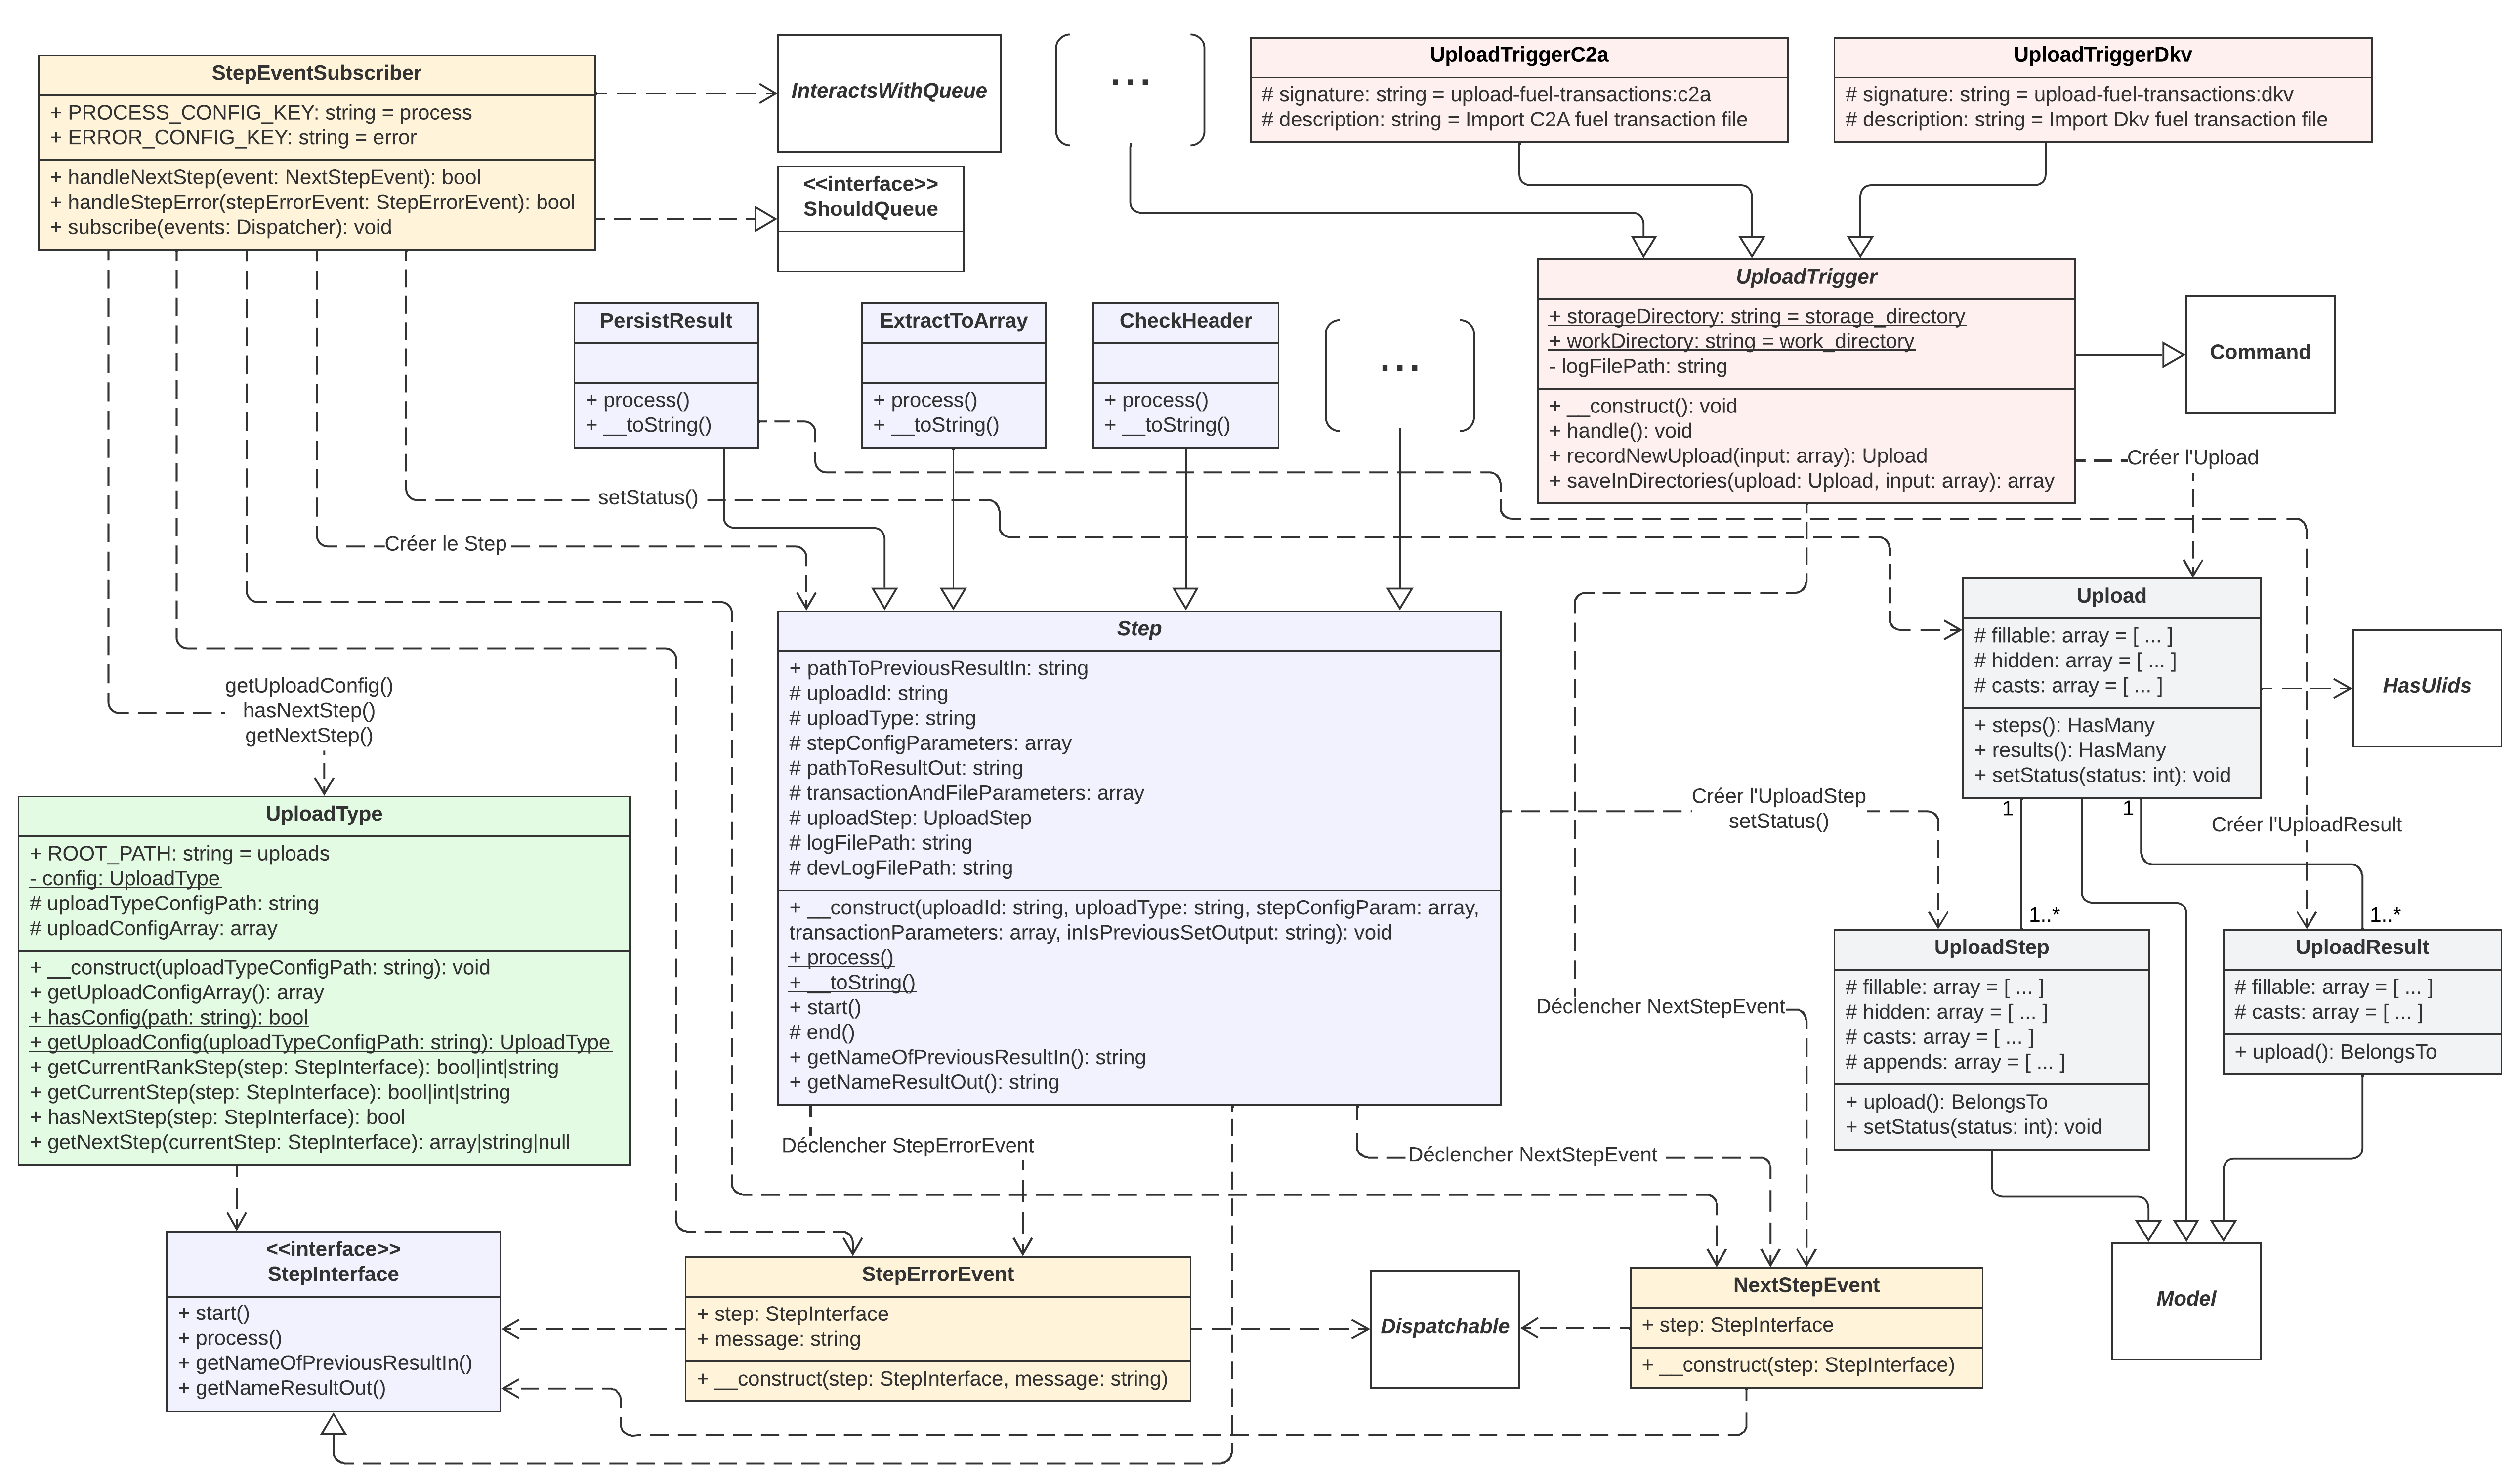 StepEventSubscriber
+ PROCESS_CONFIG_KEY: string = process
+ ERROR_CONFIG_KEY: string = error
+ handleNextStep(event: NextStepEvent): bool
+ handleStepError(stepErrorEvent: StepErrorEvent): bool
+ subscribe(events: Dispatcher): void
InteractsWithQueue
<<interface>>
ShouldQueue
...
UploadTriggerC2a
# signature: string = upload-fuel-transactions:c2a
# description: string = Import C2A fuel transaction file
UploadTriggerDkv
# signature: string = upload-fuel-transactions:dkv
# description: string = Import Dkv fuel transaction file
PersistResult
+ process()
+ __toString()
ExtractToArray
+ process()
+ __toString()
CheckHeader
+ process()
+ __toString()
...
UploadTrigger
+ storageDirectory: string = storage_directory
+ workDirectory: string = work_directory
- logFilePath: string
+ __construct(): void
+ handle(): void
+ recordNewUpload(input: array): Upload
+ saveInDirectories(upload: Upload, input: array): array
Command
Créer l'Upload
setStatus()
Créer le Step
Upload
# fillable: array = [ ... ]
# hidden: array = [ ... ]
# casts: array = [ ... ]
+ steps(): HasMany
+ results(): HasMany
+ setStatus(status: int): void
HasUlids
getUploadConfig()
hasNextStep()
getNextStep()
Step
+ pathToPreviousResultIn: string
# uploadId: string
# uploadType: string
# stepConfigParameters: array
# pathToResultOut: string
# transactionAndFileParameters: array
# uploadStep: UploadStep
# logFilePath: string
# devLogFilePath: string
+ __construct(uploadId: string, uploadType: string, stepConfigParam: array,
transactionParameters: array, inIsPreviousSetOutput: string): void
+ process()
+ __toString()
+ start()
# end()
+ getNameOfPreviousResultIn(): string
+ getNameResultOut(): string
Créer l'UploadStep
setStatus()
1
1
Créer l'UploadResult
1..*
1..*
UploadType
+ ROOT_PATH: string = uploads
- config: UploadType
# uploadTypeConfigPath: string
# uploadConfigArray: array
+ __construct(uploadTypeConfigPath: string): void
+ getUploadConfigArray(): array
+ hasConfig(path: string): bool
+ getUploadConfig(uploadTypeConfigPath: string): UploadType
+ getCurrentRankStep(step: StepInterface): bool|int|string
+ getCurrentStep(step: StepInterface): bool|int|string
+ hasNextStep(step: StepInterface): bool
+ getNextStep(currentStep: StepInterface): array|string|null
UploadStep
# fillable: array = [ ... ]
# hidden: array = [ ... ]
# casts: array = [ ... ]
# appends: array = [ ... ]
+ upload(): BelongsTo
+ setStatus(status: int): void
UploadResult
# fillable: array = [ ... ]
# casts: array = [ ... ]
+ upload(): BelongsTo
Déclencher NextStepEvent
Déclencher StepErrorEvent
Déclencher NextStepEvent
<<interface>>
StepInterface
+ start()
+ process()
+ getNameOfPreviousResultIn()
+ getNameResultOut()
StepErrorEvent
+ step: StepInterface
+ message: string
+ __construct(step: StepInterface, message: string)
Dispatchable
NextStepEvent
+ step: StepInterface
+ __construct(step: StepInterface)
Model